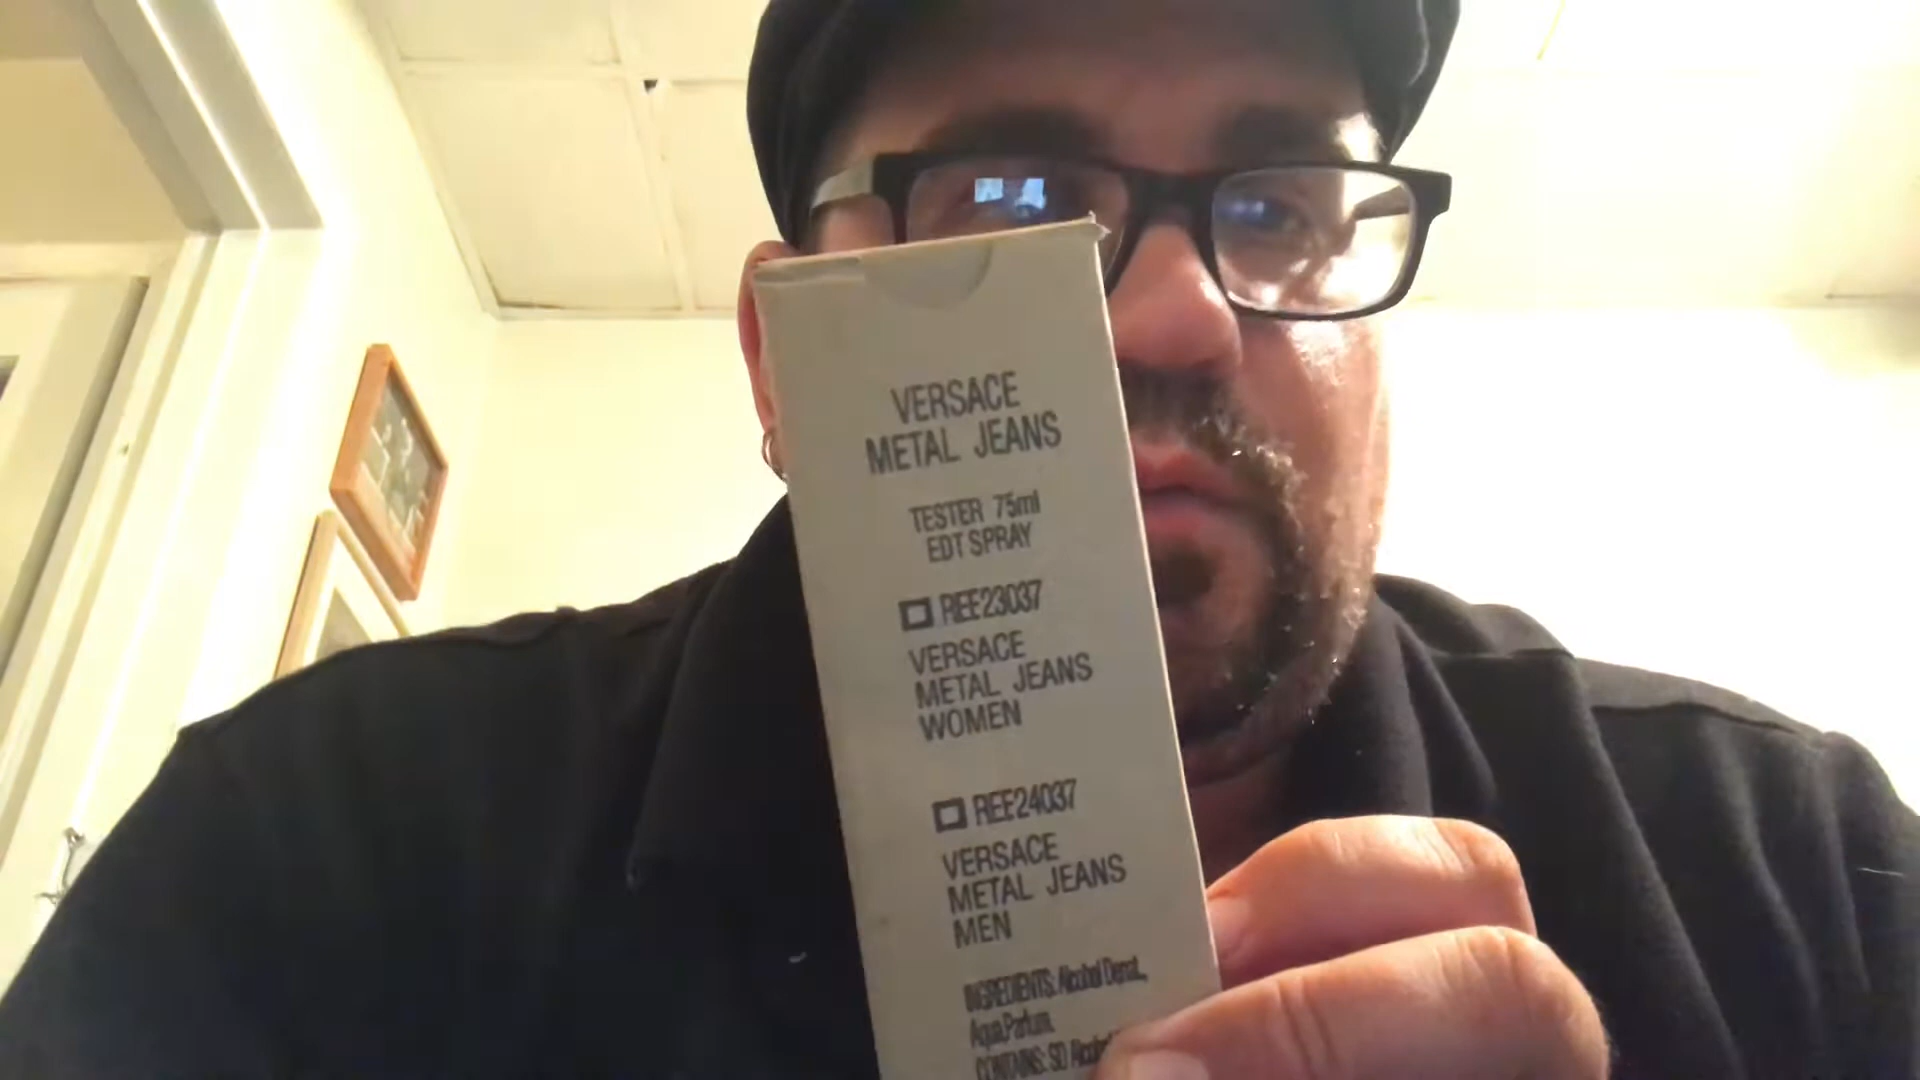 VERSACE
METAL JEANS
TESTER 75ml
EDT SPRAY
REE23037
VERSACE
METAL JEANS
WOMEN
REE24037
VERSACE
METAL JEANS
MEN
INGREDIENTS: Alcohol Denat.,
Aqua, Parfum.
CONTAINS: SD Alcohol